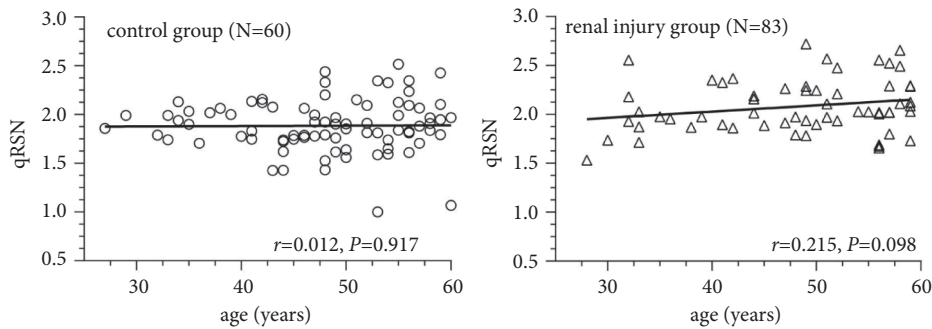 control group (N=60)
3.0
2.5
2.0
1.5
1.0
0.5
qRSN
r=0.012, P=0.917
30
40
50
60
age (years)
renal injury group (N=83)
3.0
2.5
2.0
1.5
1.0
0.5
qRSN
r=0.215, P=0.098
30
40
50
60
age (years)